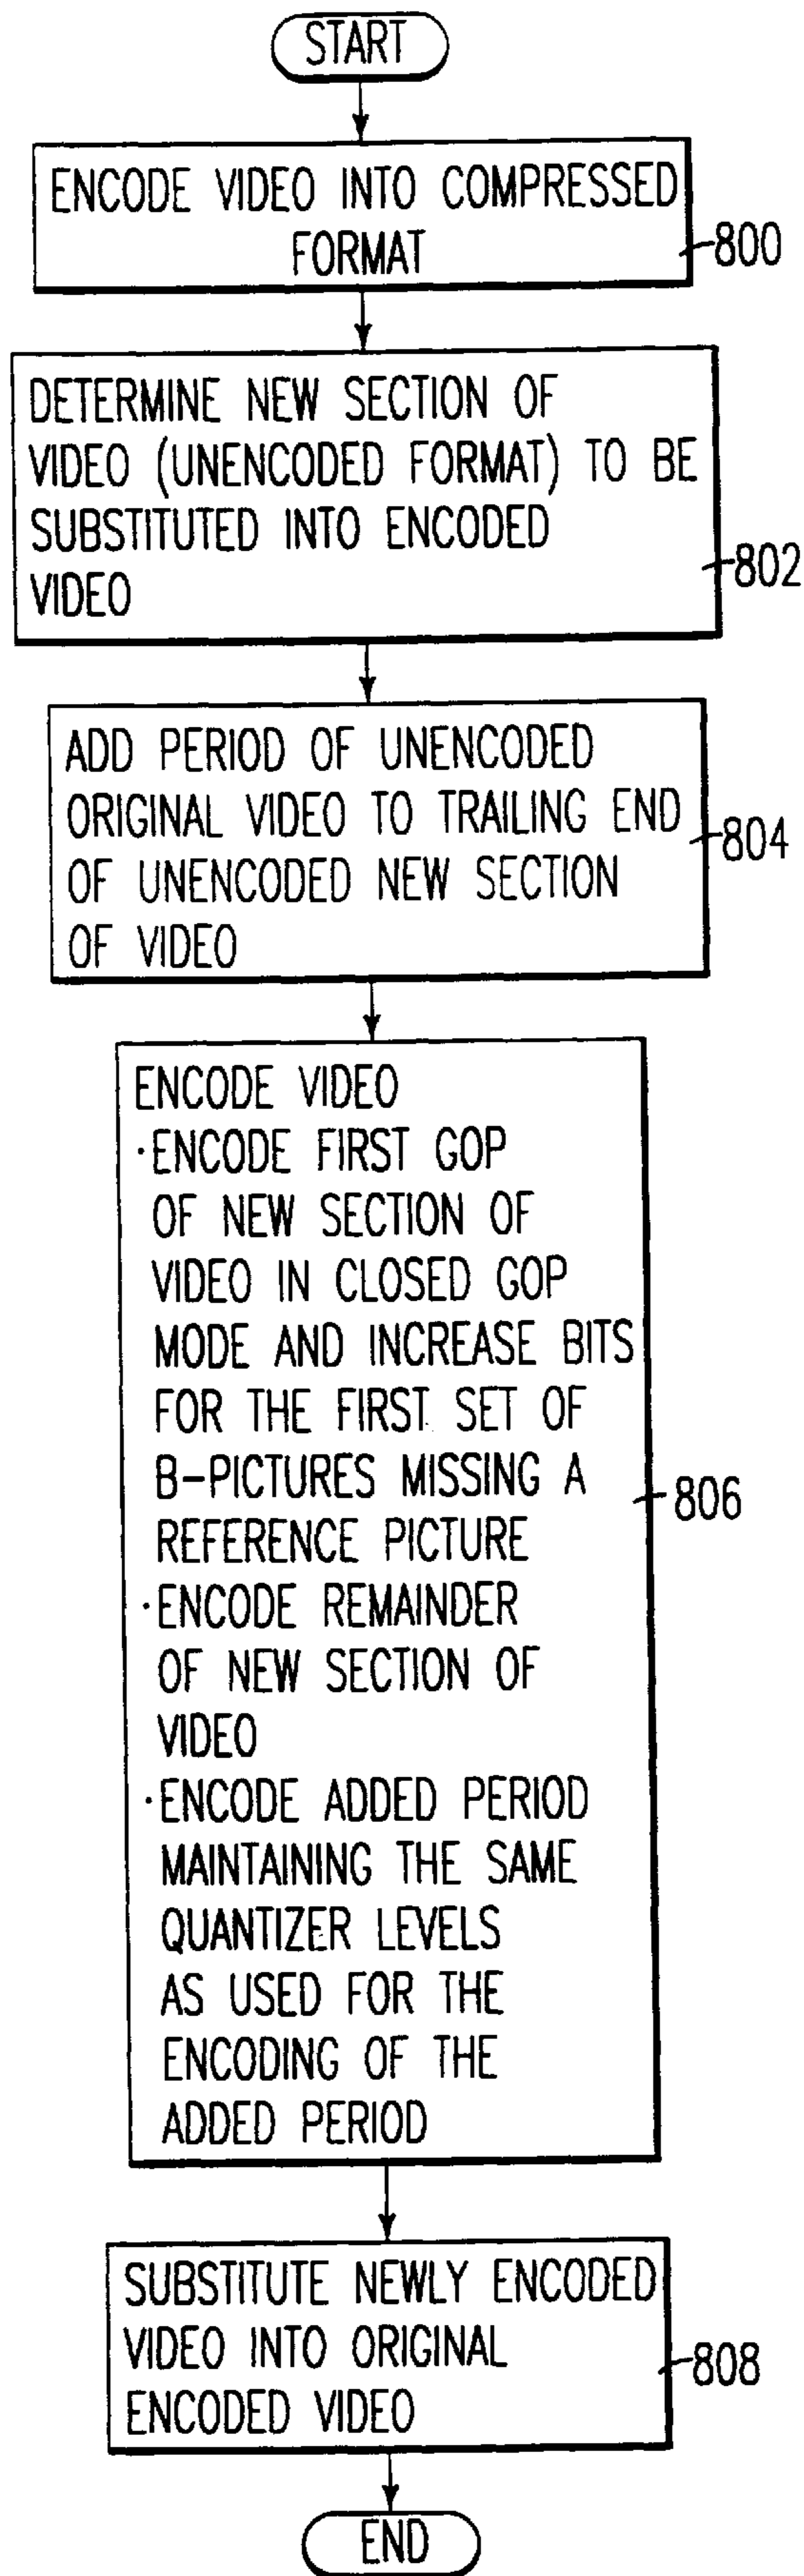 START
ENCODE VIDEO INTO COMPRESSED
FORMAT
800
DETERMINE NEW SECTION OF
VIDEO (UNENCODED FORMAT) TO BE
SUBSTITUTED INTO ENCODED
VIDEO
802
ADD PERIOD OF UNENCODED
ORIGINAL VIDEO TO TRAILING END
OF UNENCODED NEW SECTION
OF VIDEO
804
ENCODE VIDEO
·ENCODE FIRST GOP
OF NEW SECTION OF
VIDEO IN CLOSED GOP
MODE AND INCREASE BITS
FOR THE FIRST SET OF
B-PICTURES MISSING A
REFERENCE PICTURE
·ENCODE REMAINDER
OF NEW SECTION OF
VIDEO
·ENCODE ADDED PERIOD
MAINTAINING THE SAME
QUANTIZER LEVELS
AS USED FOR THE
ENCODING OF THE
ADDED PERIOD
806
SUBSTITUTE NEWLY ENCODED
VIDEO INTO ORIGINAL
ENCODED VIDEO
808
END